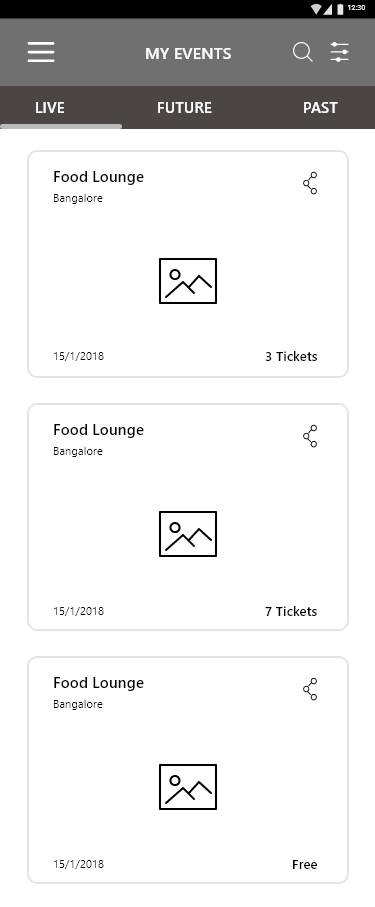 12:30
MY EVENTS
LIVE FUTURE PAST
Food Lounge
Bangalore
15/1/2018 3 Tickets
Food Lounge
Bangalore
15/1/2018 7 Tickets
Food Lounge
Bangalore
15/1/2018 Free